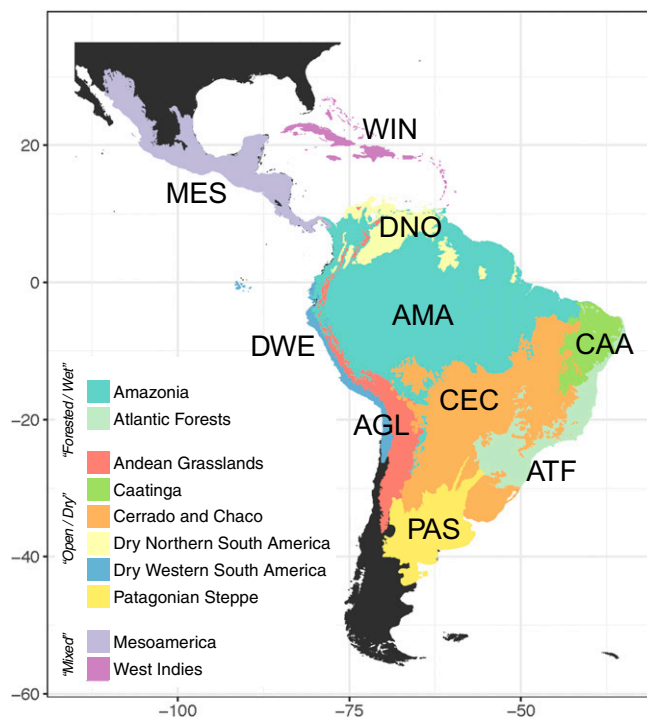 WIN
20
MES
DNO
0
AMA
DWE
CAA
"Forested / Wet"
Amazonia
CEC
Atlantic Forests
−20
AGL
"Open / Dry"
Andean Grasslands
ATF
Caatinga
Cerrado and Chaco
PAS
Dry Northern South America
−40
Dry Western South America
Patagonian Steppe
"Mixed"
Mesoamerica
West Indies
−60
−100
−75
−50